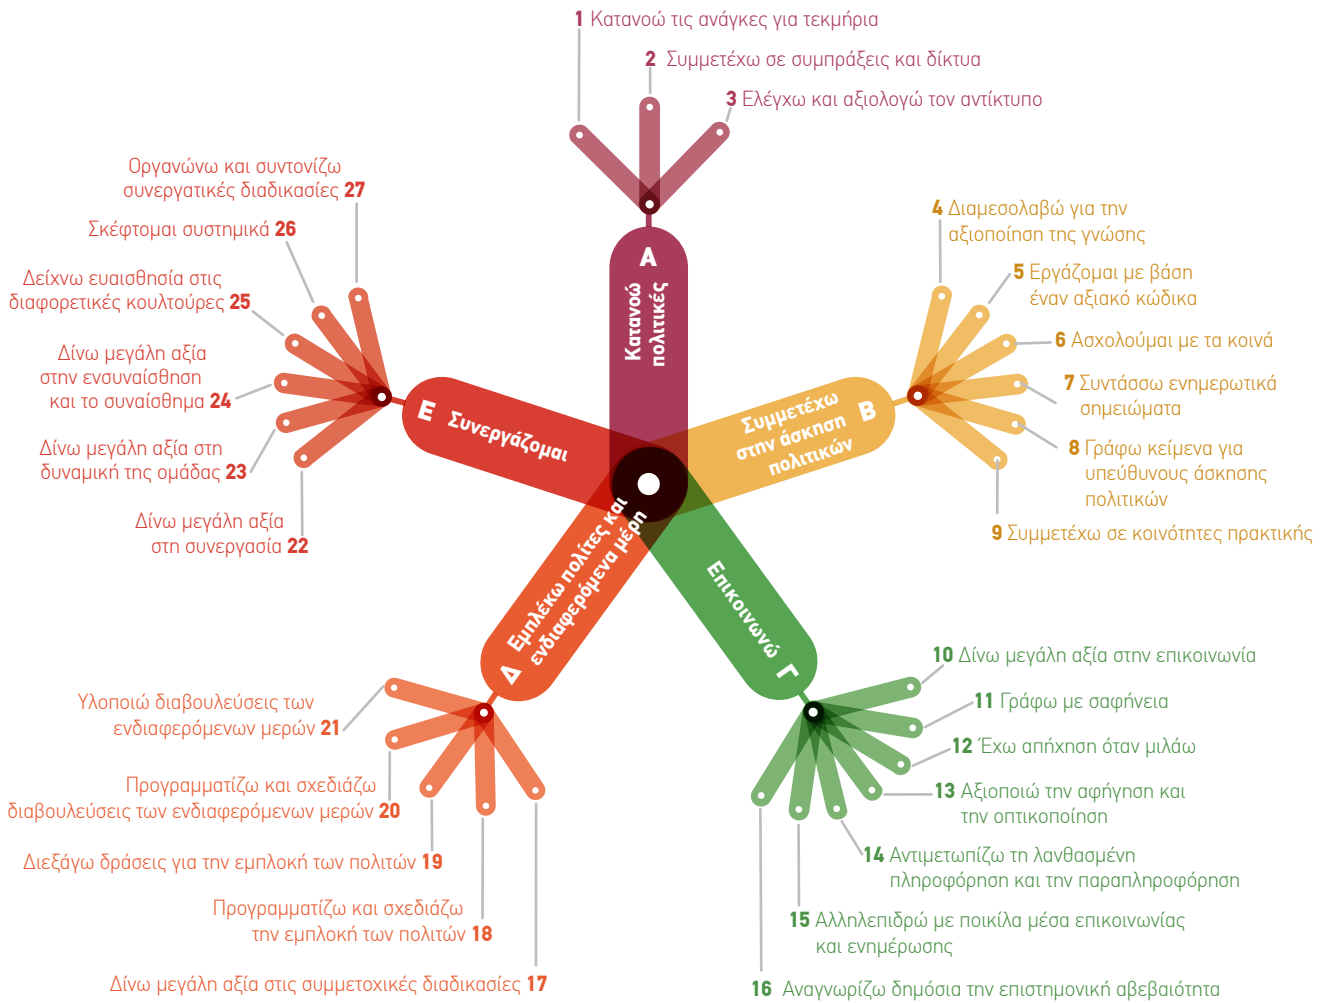 1 Κατανοώ τις ανάγκες για τεκμήρια
2 Συμμετέχω σε συμπράξεις και δίκτυα
3 Ελέγχω και αξιολογώ τον αντίκτυπο
Α
Κατανοώ
πολιτικές
4 Διαμεσολαβώ για την
αξιοποίηση της γνώσης
5 Εργάζομαι με βάση
έναν αξιακό κώδικα
6 Ασχολούμαι με τα κοινά
7 Συντάσσω ενημερωτικά
σημειώματα
8 Γράφω κείμενα για
υπεύθυνους άσκησης
πολιτικών
9 Συμμετέχω σε κοινότητες πρακτικής
Συμμετέχω
στην άσκηση
πολιτικών
Β
Επικοινωνώ
Γ
10 Δίνω μεγάλη αξία στην επικοινωνία
11 Γράφω με σαφήνεια
12 Έχω απήχηση όταν μιλάω
13 Αξιοποιώ την αφήγηση και
την οπτικοποίηση
14 Αντιμετωπίζω τη λανθασμένη
πληροφόρηση και την παραπληροφόρηση
15 Αλληλεπιδρώ με ποικίλα μέσα επικοινωνίας
και ενημέρωσης
16 Αναγνωρίζω δημόσια την επιστημονική αβεβαιότητα
Δ
Εμπλέκω πολίτες και
ενδιαφερόμενα μέρη
Δίνω μεγάλη αξία στις συμμετοχικές διαδικασίες 17
Προγραμματίζω και σχεδιάζω
την εμπλοκή των πολιτών 18
Διεξάγω δράσεις για την εμπλοκή των πολιτών 19
Προγραμματίζω και σχεδιάζω
διαβουλεύσεις των ενδιαφερόμενων μερών 20
Υλοποιώ διαβουλεύσεις των
ενδιαφερόμενων μερών 21
Ε Συνεργάζομαι
Δίνω μεγάλη αξία
στη συνεργασία 22
Δίνω μεγάλη αξία στη
δυναμική της ομάδας 23
Δίνω μεγάλη αξία
στην ενσυναίσθηση
και το συναίσθημα 24
Δείχνω ευαισθησία στις
διαφορετικές κουλτούρες 25
Σκέφτομαι συστημικά 26
Οργανώνω και συντονίζω
συνεργατικές διαδικασίες 27